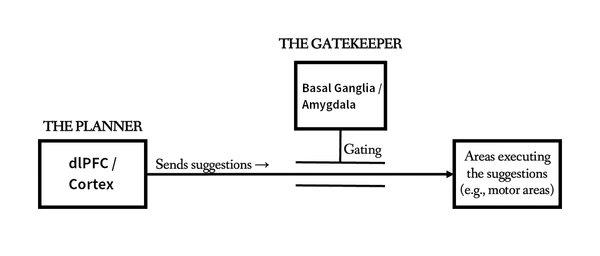 THE GATEKEEPER
Basal Ganglia /
Amygdala
THE PLANNER
dlPFC /
Cortex
Sends suggestions →
Gating
Areas executing
the suggestions
(e.g., motor areas)